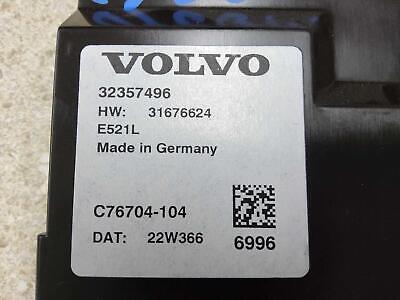 VOLVO
32357496
HW: 31676624
E521L
Made in Germany
C76704-104
DAT: 22W366
6996